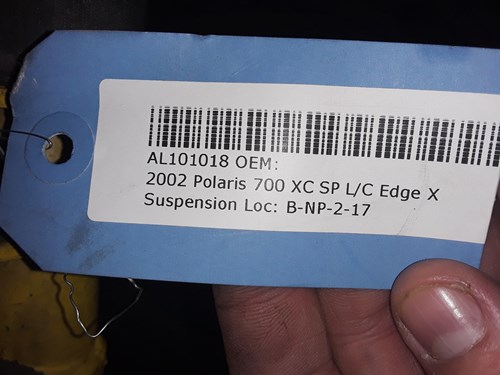 AL101018 OEM:
2002 Polaris 700 XC SP L/C Edge X
Suspension Loc: B-NP-2-17